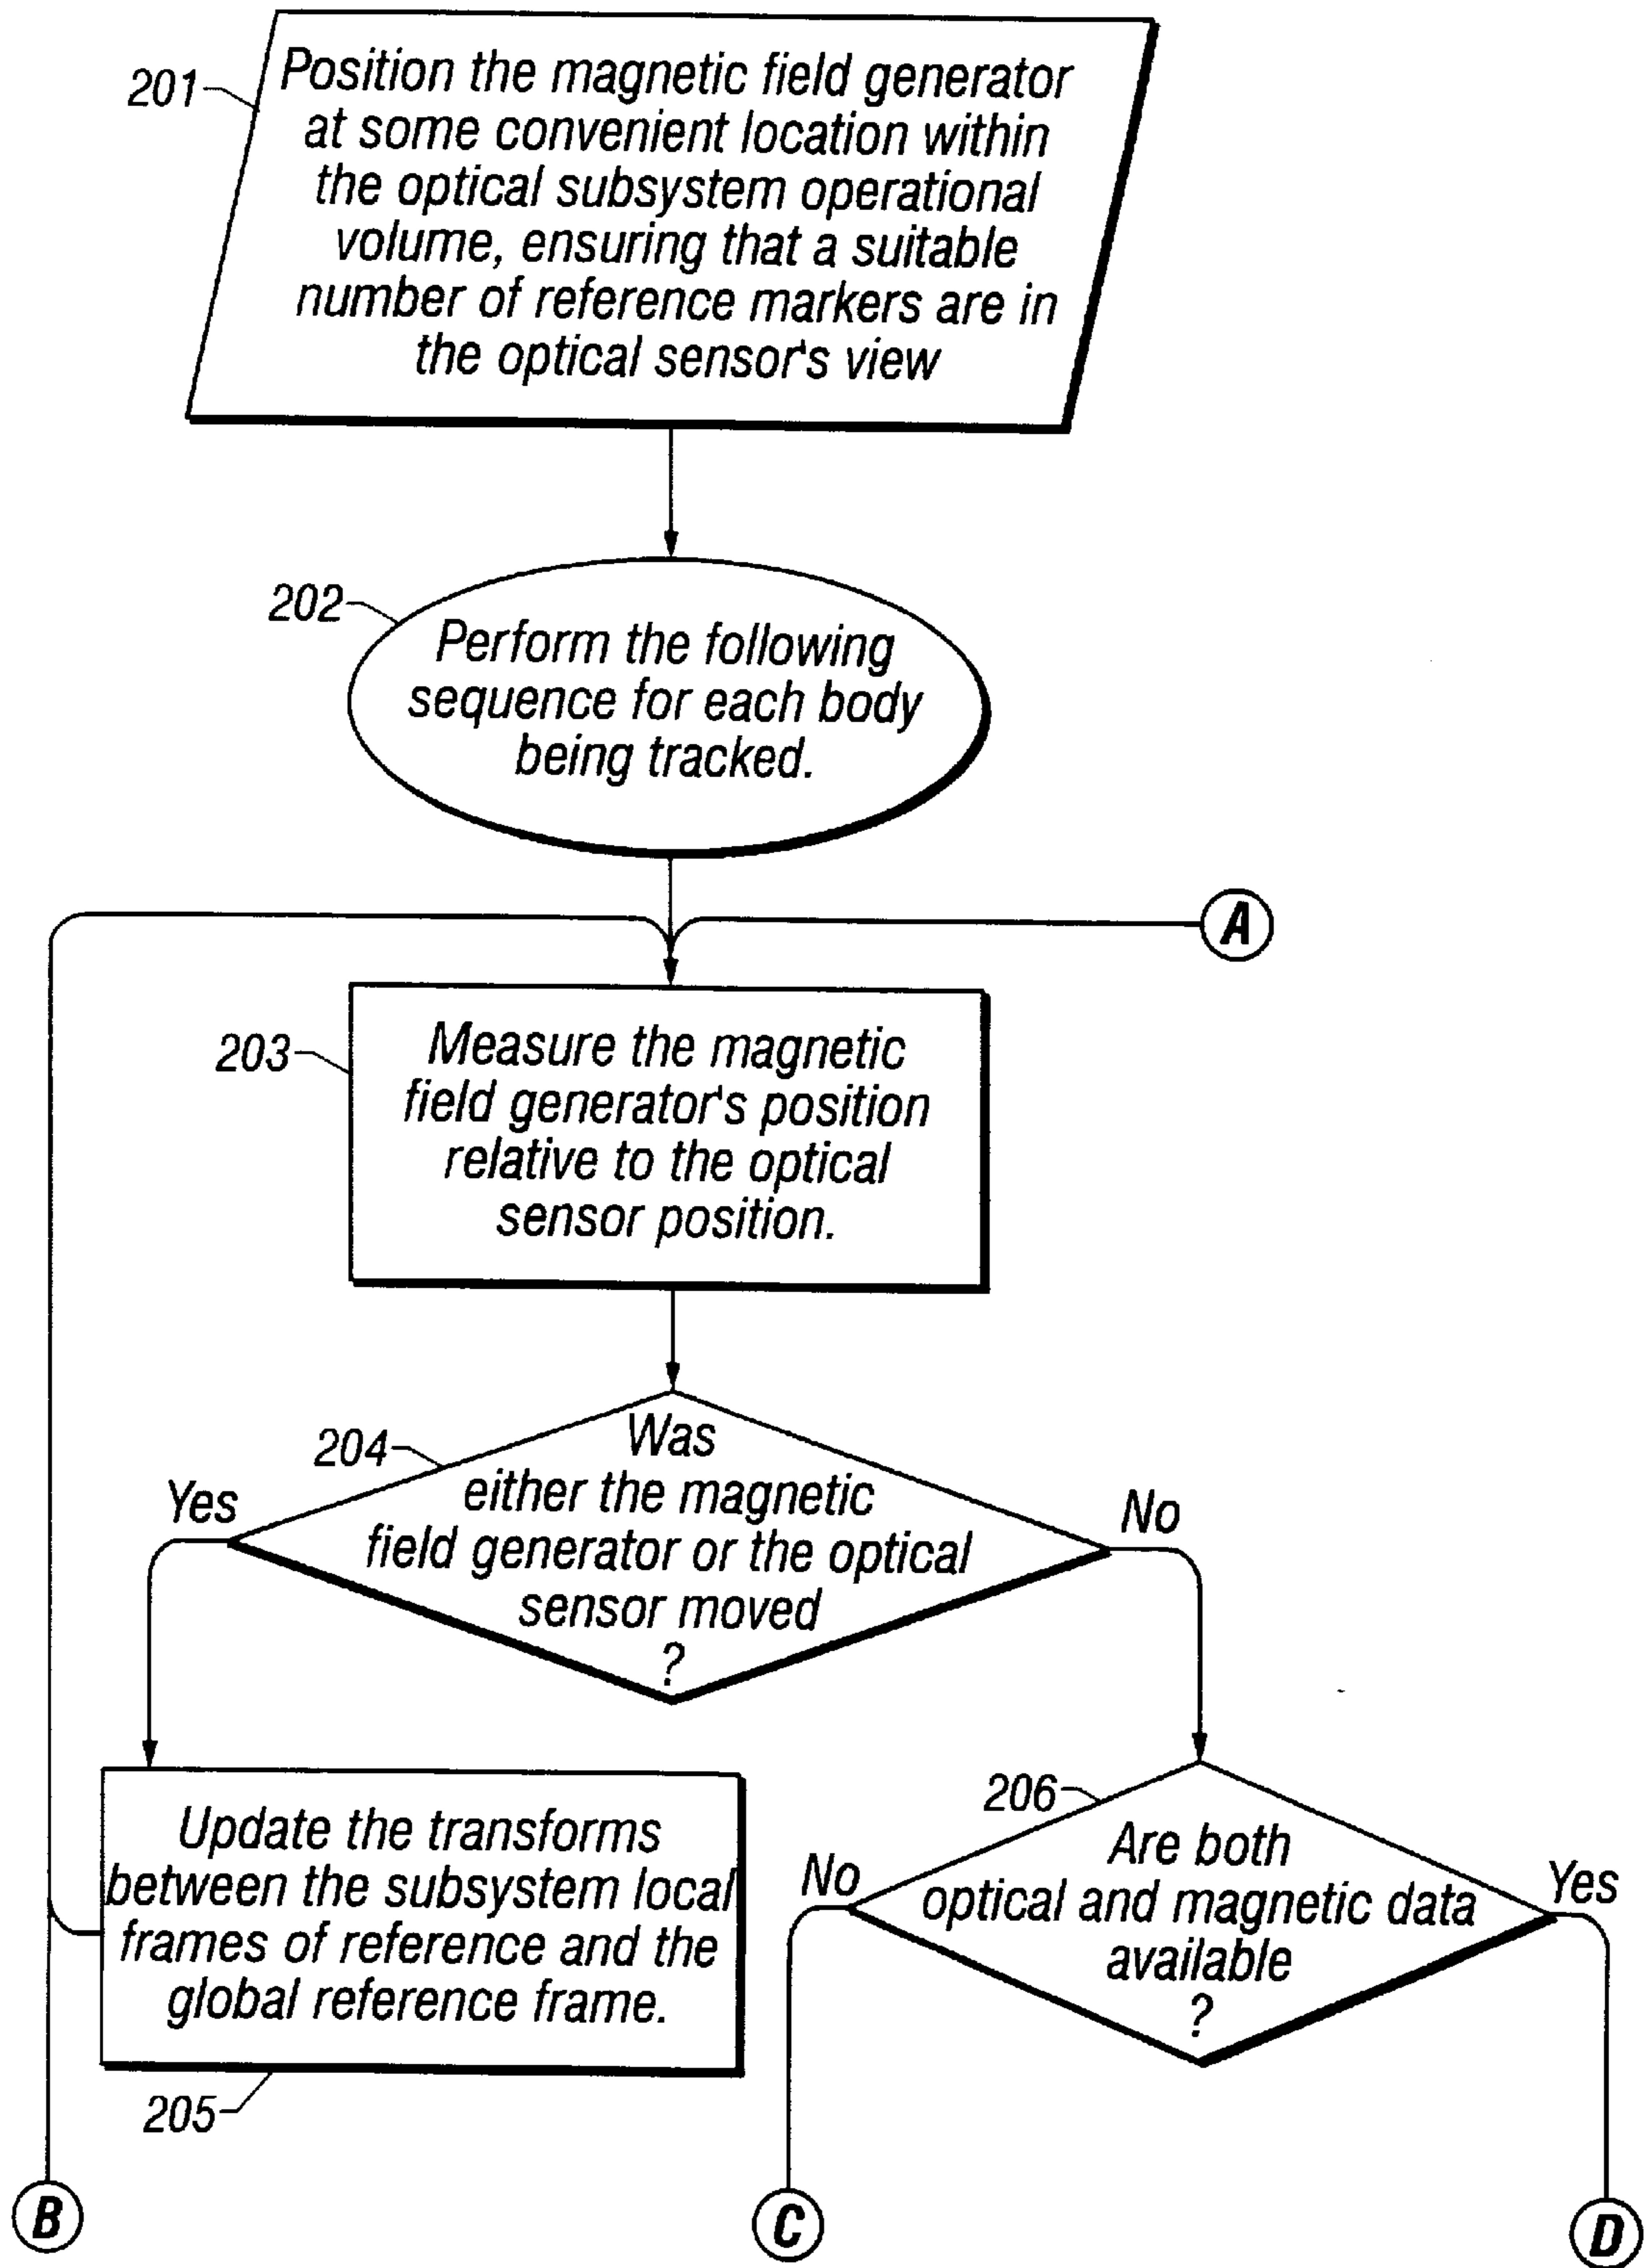 201
Position the magnetic field generator
at some convenient location within
the optical subsystem operational
volume, ensuring that a suitable
number of reference markers are in
the optical sensor's view
202
Perform the following
sequence for each body
being tracked.
A
203
Measure the magnetic
field generator's position
relative to the optical
sensor position.
204
Was
either the magnetic
field generator or the optical
sensor moved
?
Yes
No
Update the transforms
between the subsystem local
frames of reference and the
global reference frame.
205
206
Are both
optical and magnetic data
available
?
No
Yes
B
C
D